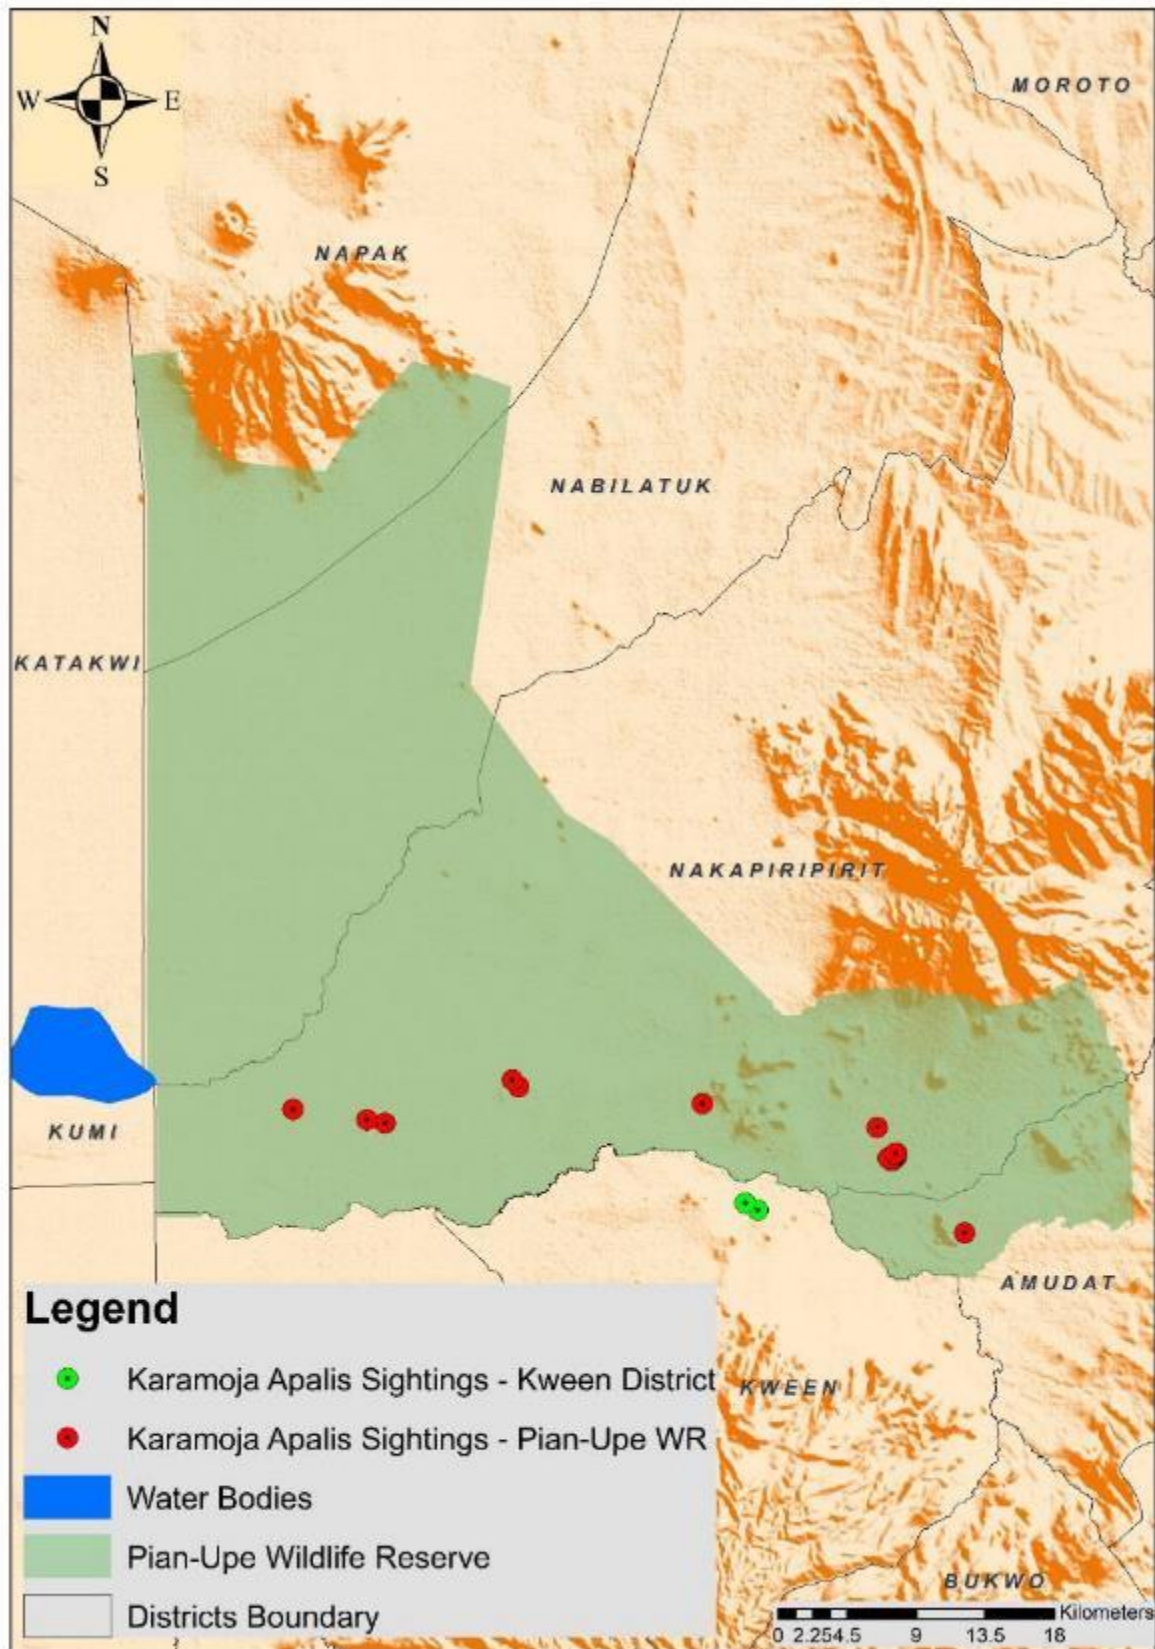 N
W E
S
MOROTO
NAPAK
NABILATUK
KATAKWI
NAKAPIRIPIRIT
KUMI
AMUDAT
Legend
Karamoja Apalis Sightings - Kween District
KWEEN
Karamoja Apalis Sightings - Pian-Upe WR
Water Bodies
Pian-Upe Wildlife Reserve
BUKWO
Districts Boundary
Kilometers
0 2.25 4.5 9 13.5 18